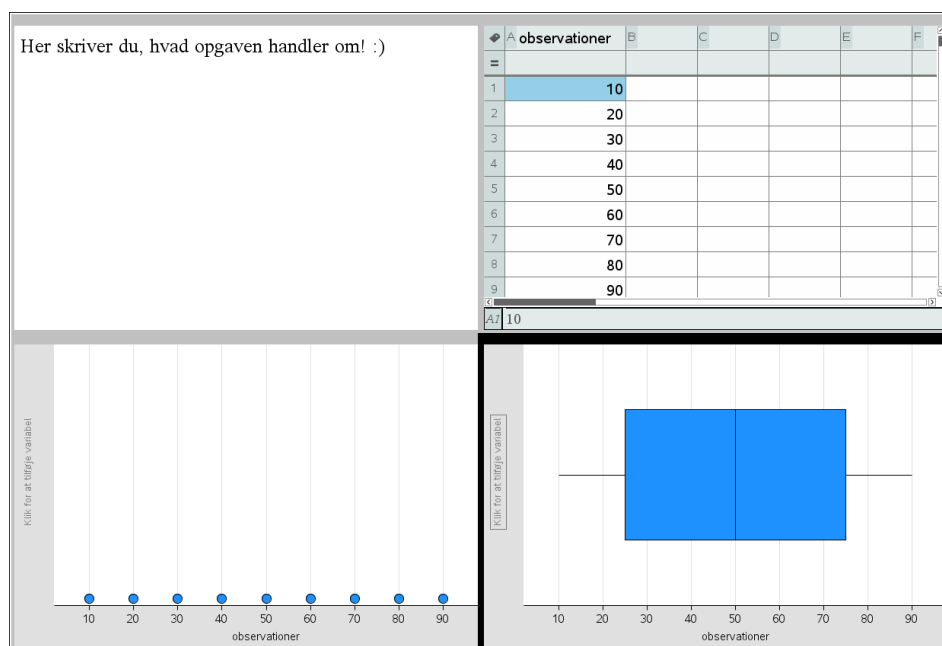 Her skriver du, hvad opgaven handler om! :)
A observationer B C D E F
=
1 10
2 20
3 30
4 40
5 50
6 60
7 70
8 80
9 90
A1 10
Klik for at tilføje variabel
10 20 30 40 50 60 70 80 90
observationer
Klik for at tilføje variabel
10 20 30 40 50 60 70 80 90
observationer